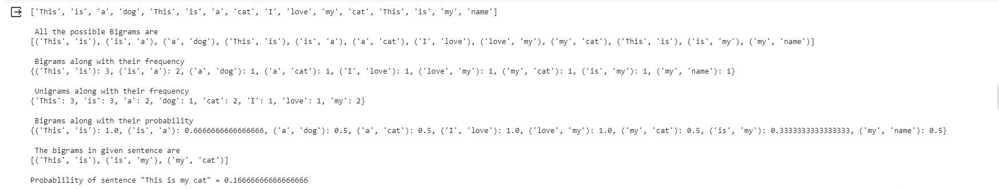 ['This', 'is', 'a', 'dog', 'This', 'is', 'a', 'cat', 'I', 'love', 'my', 'cat', 'This', 'is', 'my', 'name']
All the possible Bigrams are
[('This', 'is'), ('is', 'a'), ('a', 'dog'), ('This', 'is'), ('is', 'a'), ('a', 'cat'), ('I', 'love'), ('love', 'my'), ('my', 'cat'), ('This', 'is'), ('is', 'my'), ('my', 'name')]
Bigrams along with their frequency
{('This', 'is'): 3, ('is', 'a'): 2, ('a', 'dog'): 1, ('a', 'cat'): 1, ('I', 'love'): 1, ('love', 'my'): 1, ('my', 'cat'): 1, ('is', 'my'): 1, ('my', 'name'): 1}
Unigrams along with their frequency
{'This': 3, 'is': 3, 'a': 2, 'dog': 1, 'cat': 2, 'I': 1, 'love': 1, 'my': 2}
Bigrams along with their probability
{('This', 'is'): 1.0, ('is', 'a'): 0.6666666666666666, ('a', 'dog'): 0.5, ('a', 'cat'): 0.5, ('I', 'love'): 1.0, ('love', 'my'): 1.0, ('my', 'cat'): 0.5, ('is', 'my'): 0.3333333333333333, ('my', 'name'): 0.5}
The bigrams in given sentence are
[('This', 'is'), ('is', 'my'), ('my', 'cat')]
Probablility of sentence "This is my cat" = 0.16666666666666666